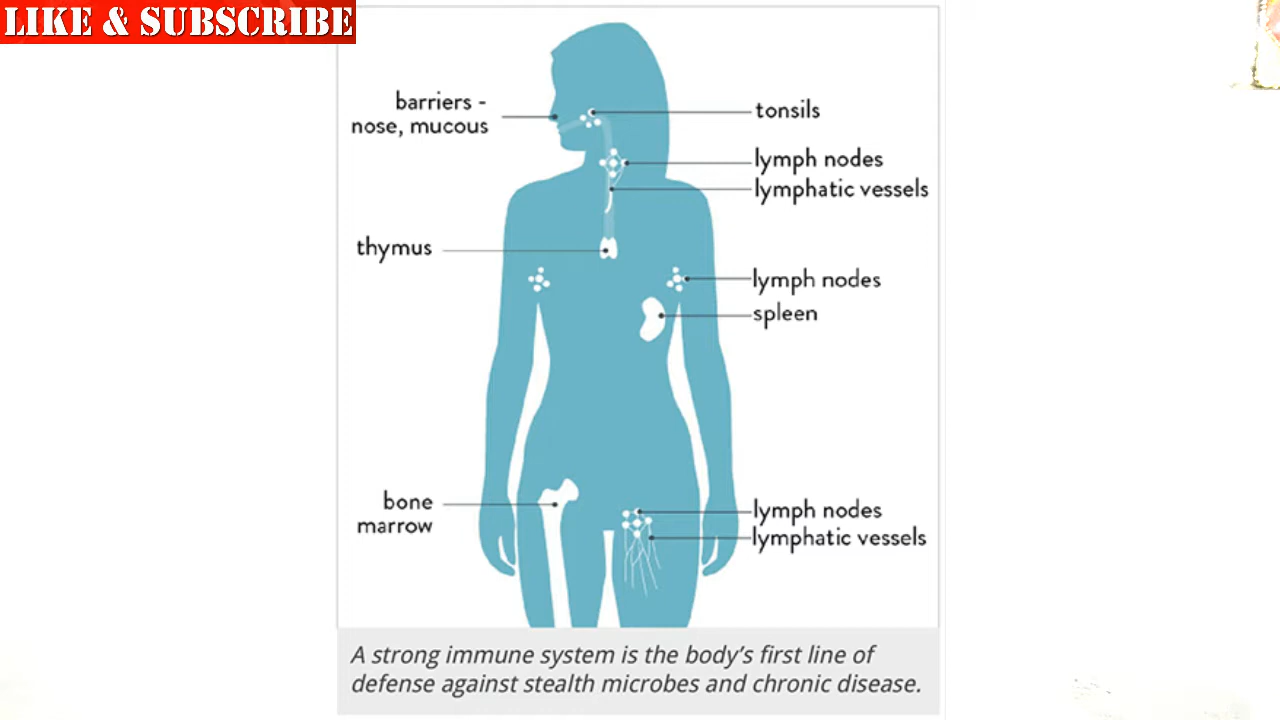 LIKE & SUBSCRIBE
barriers -
nose, mucous
tonsils
lymph nodes
lymphatic vessels
thymus
lymph nodes
spleen
bone
marrow
lymph nodes
lymphatic vessels
A strong immune system is the body’s first line of
defense against stealth microbes and chronic disease.